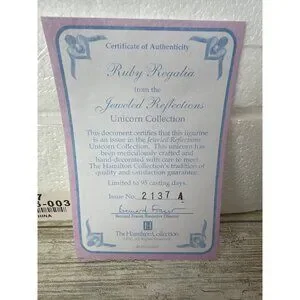 Certificate of Authenticity
Ruby Regalia
from the
Jeweled Reflections
Unicorn Collection
This document certifies that this figurine
is an issue in the Jeweled Reflections
Unicorn Collection. This unicorn has
been meticulously crafted and
hand-decorated with care to meet
The Hamilton Collection's tradition of
quality and satisfaction guarantee.
Limited to 95 casting days.
Issue No. 2137 A
The Hamilton Collection
7
-003